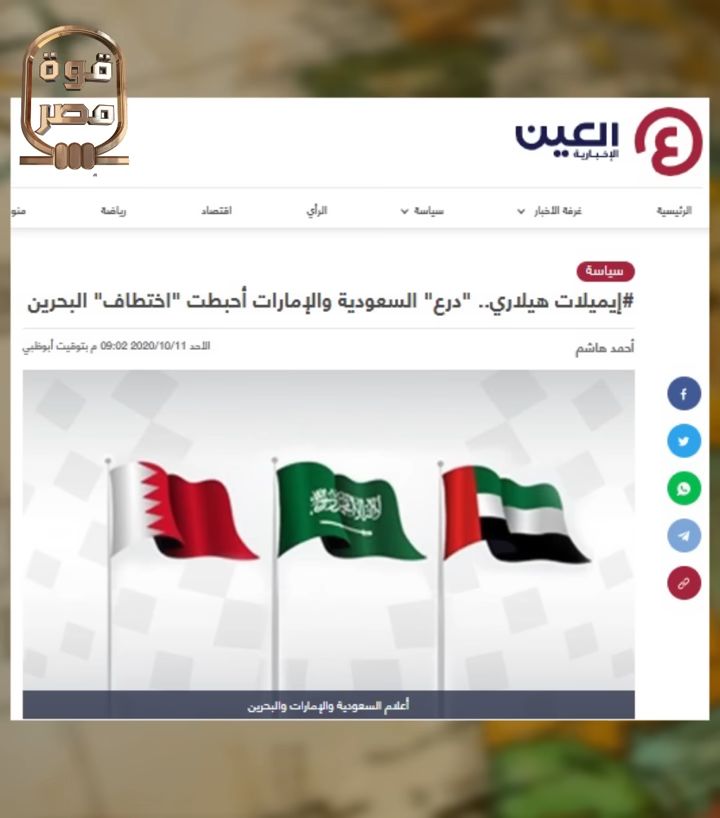 قوة
مصر
العين
الإخبارية
ع
الرئيسية
غرفة الأخبار
سياسة
الرأي
اقتصاد
رياضة
منو
سياسة
#إيميلات هيلاري.. "درع" السعودية والإمارات أحبطت "اختطاف" البحرين
أحمد هاشم
الأحد 2020/10/11 09:02 م بتوقيت أبوظبي
أعلام السعودية والإمارات والبحرين